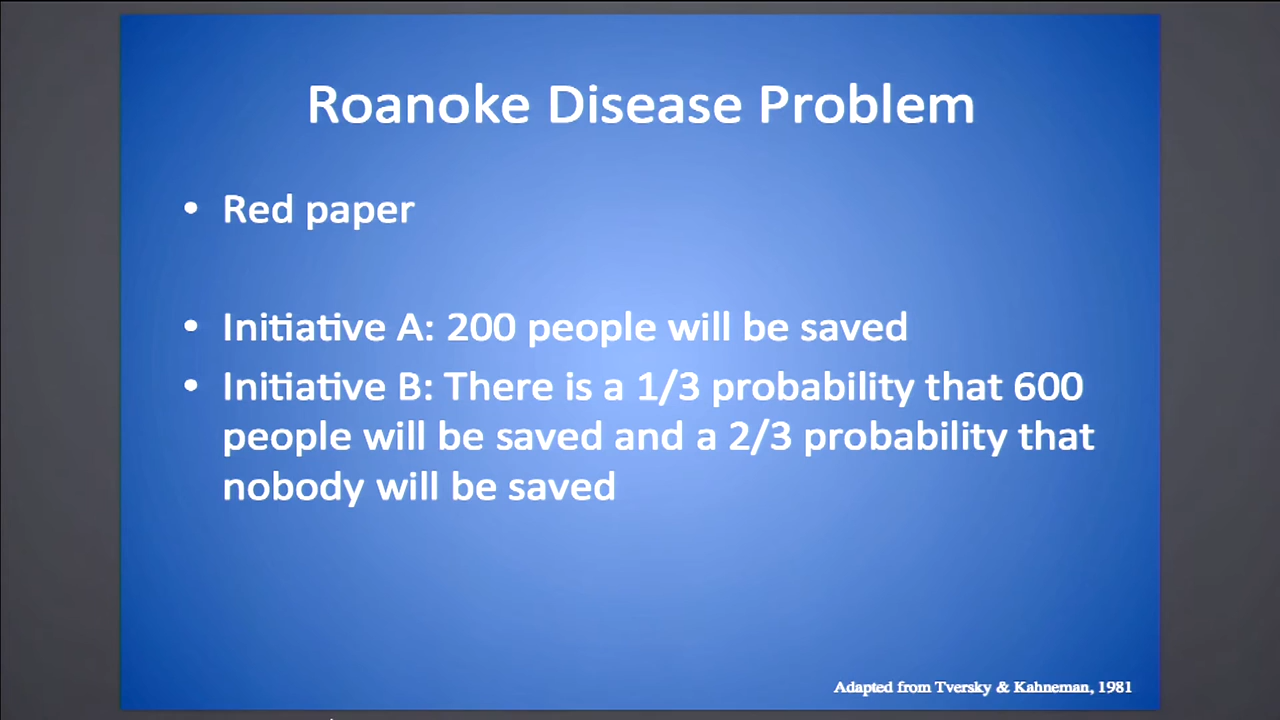 Roanoke Disease Problem
• Red paper
• Initiative A: 200 people will be saved
• Initiative B: There is a 1/3 probability that 600
people will be saved and a 2/3 probability that
nobody will be saved
Adapted from Tversky & Kahneman, 1981